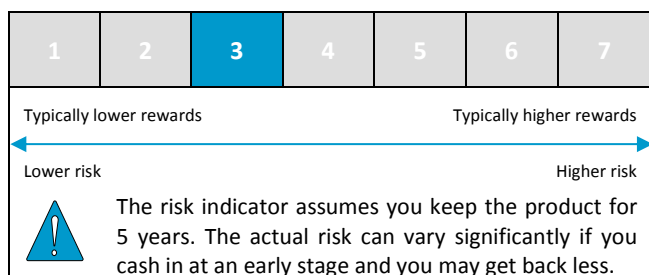 1 2 3 4 5 6 7
Typically lower rewards Typically higher rewards
Lower risk Higher risk
The risk indicator assumes you keep the product for
5 years. The actual risk can vary significantly if you
cash in at an early stage and you may get back less.